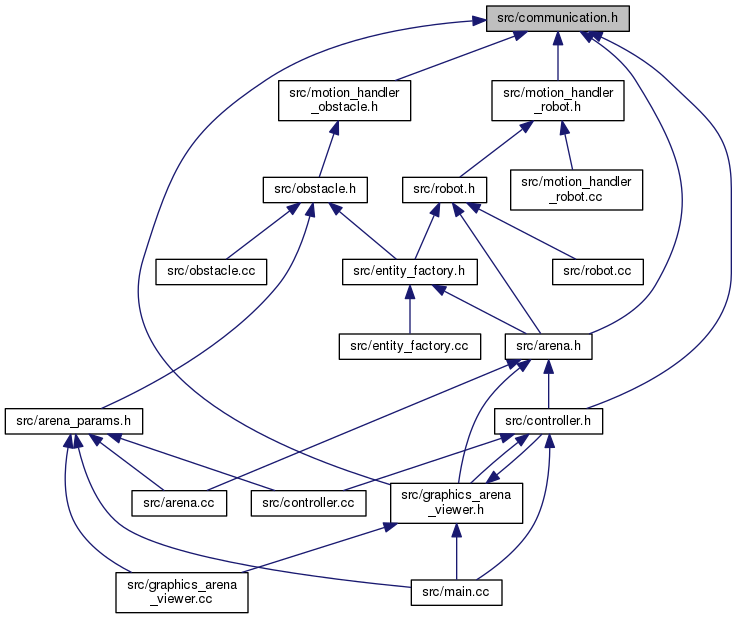 src/communication.h
src/motion_handler
_obstacle.h
src/motion_handler
_robot.h
src/obstacle.h
src/robot.h
src/motion_handler
_robot.cc
src/obstacle.cc
src/entity_factory.h
src/robot.cc
src/entity_factory.cc
src/arena.h
src/arena_params.h
src/controller.h
src/arena.cc
src/controller.cc
src/graphics_arena
_viewer.h
src/graphics_arena
_viewer.cc
src/main.cc